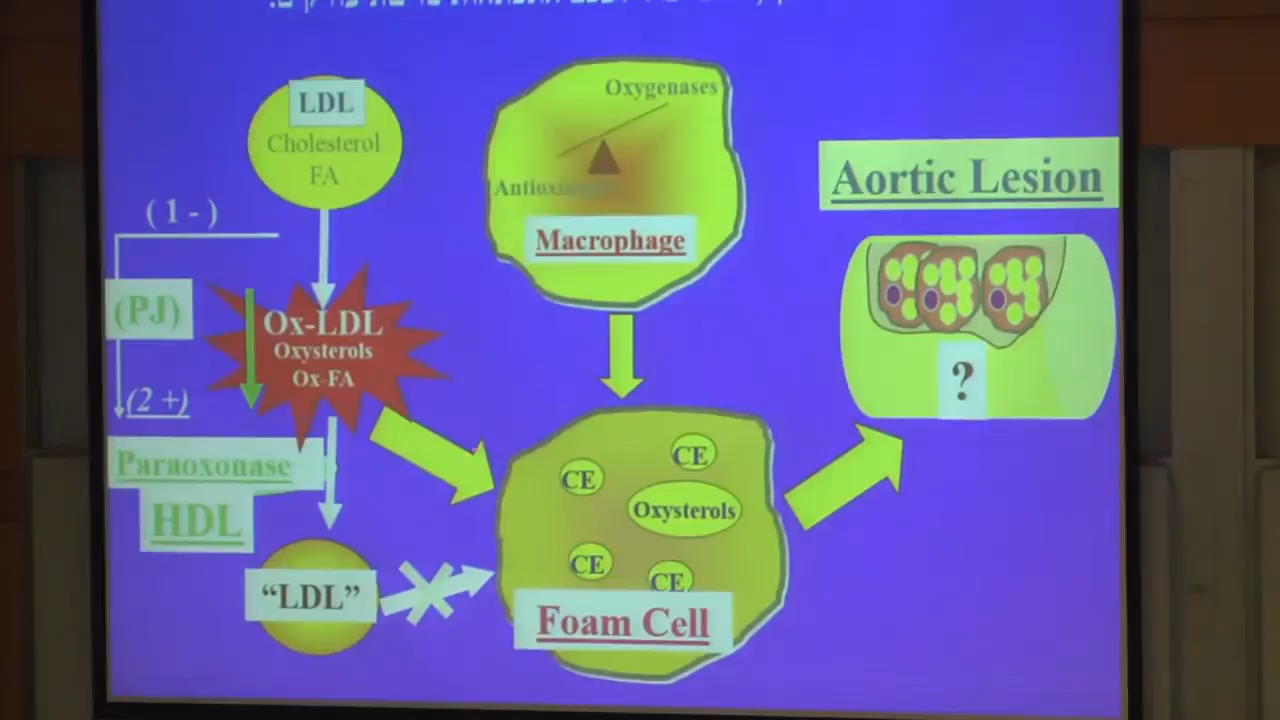 LDL
Cholesterol
FA
( 1 - )
(PJ)
(2 +)
Ox-LDL
Oxysterols
Ox-FA
Paraoxonase
HDL
“LDL”
Oxygenases
Macrophage
CE
CE
Oxysterols
CE
CE
Foam Cell
Aortic Lesion
?